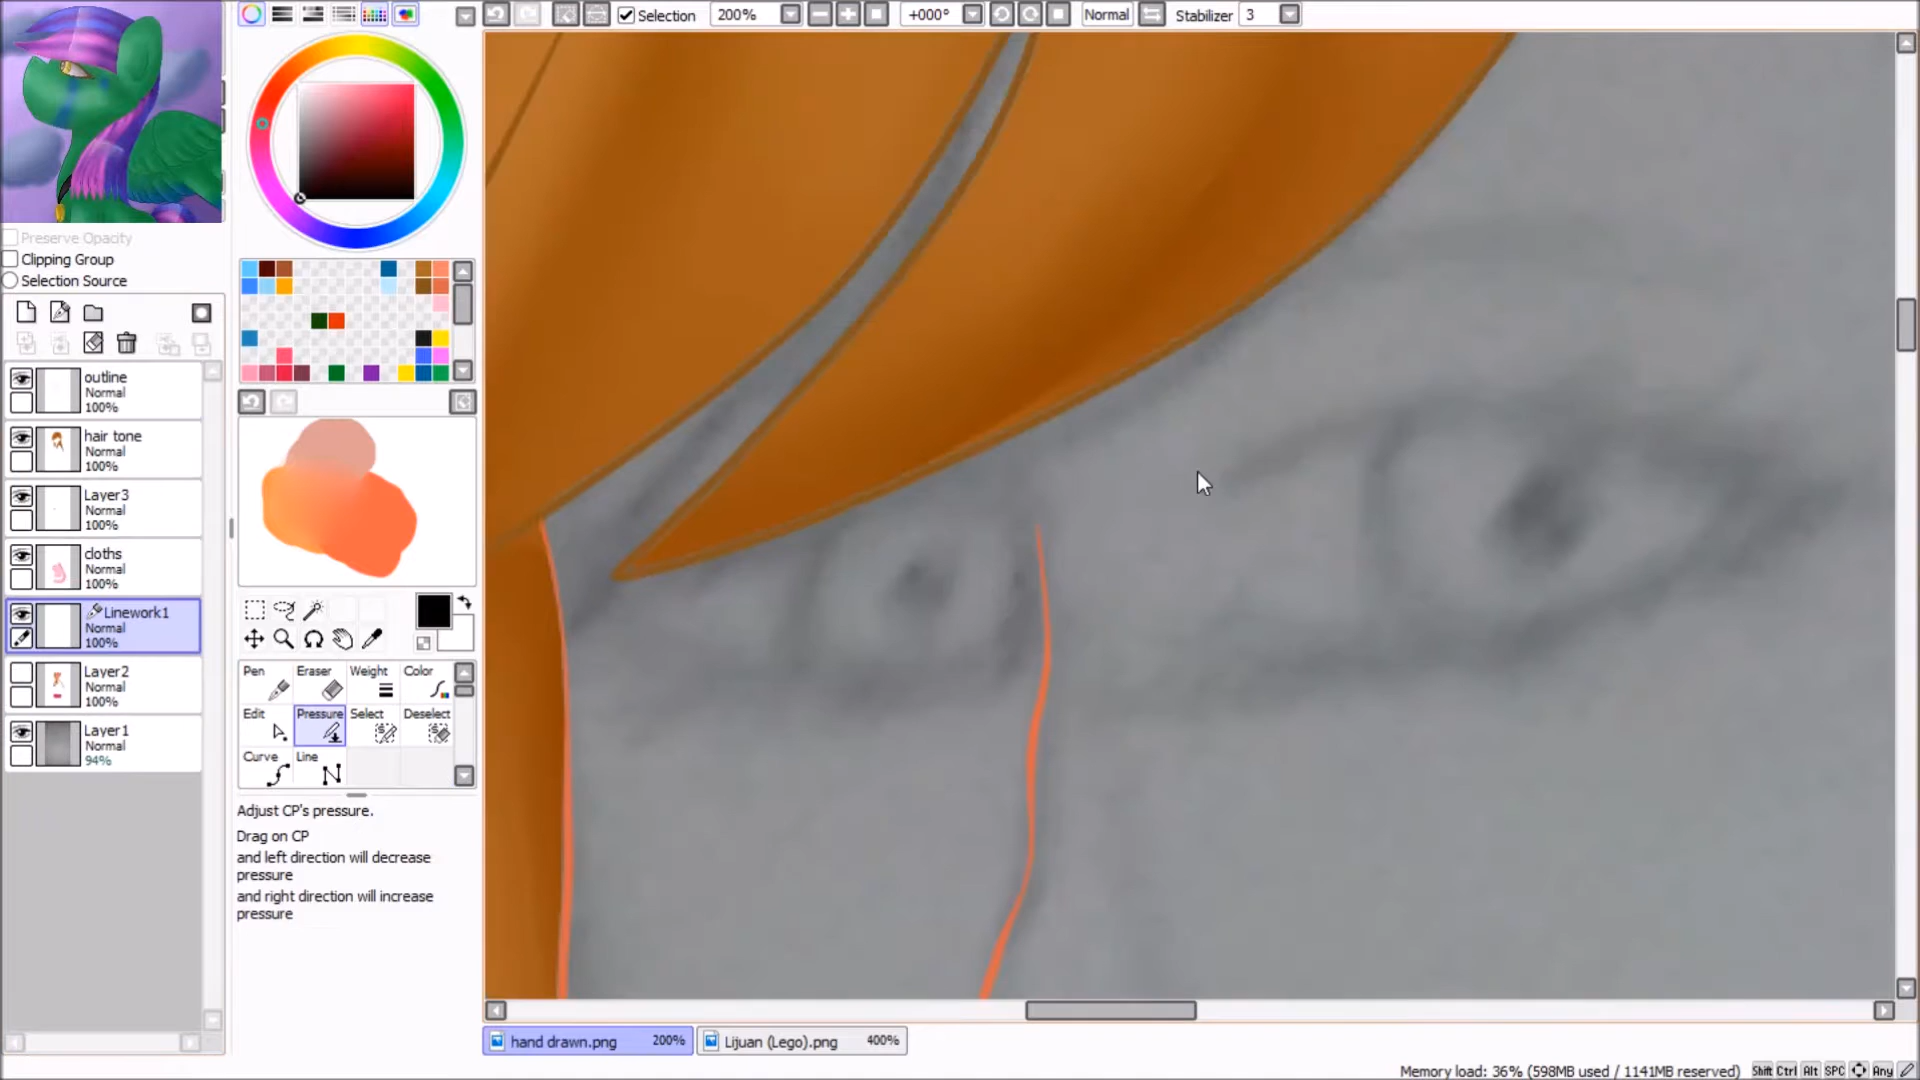 Selection
200%
+000°
Normal
Stabilizer
3
Preserve Opacity
Clipping Group
Selection Source
outline
Normal
100%
hair tone
Normal
100%
Layer3
Normal
100%
cloths
Normal
100%
Linework1
Normal
100%
Layer2
Normal
100%
Layer1
Normal
94%
Pen
Eraser
Weight
Color
Edit
Pressure
Select
Deselect
Curve
Line
Adjust CP's pressure.
Drag on CP
and left direction will decrease
pressure
and right direction will increase
pressure
hand drawn.png
200%
Lijuan (Lego).png
400%
Memory load: 36% (598MB used / 1141MB reserved)
Shift Ctrl Alt SPC Any